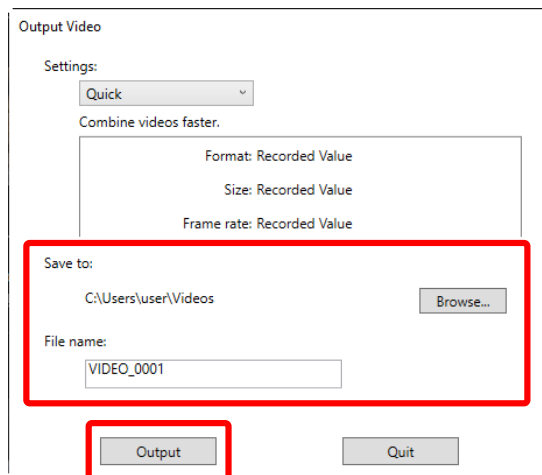 Output Video
Settings:
Quick
Combine videos faster.
Format: Recorded Value
Size: Recorded Value
Frame rate: Recorded Value
Save to:
C:\Users\user\Videos Browse...
File name:
VIDEO_0001
Output Quit